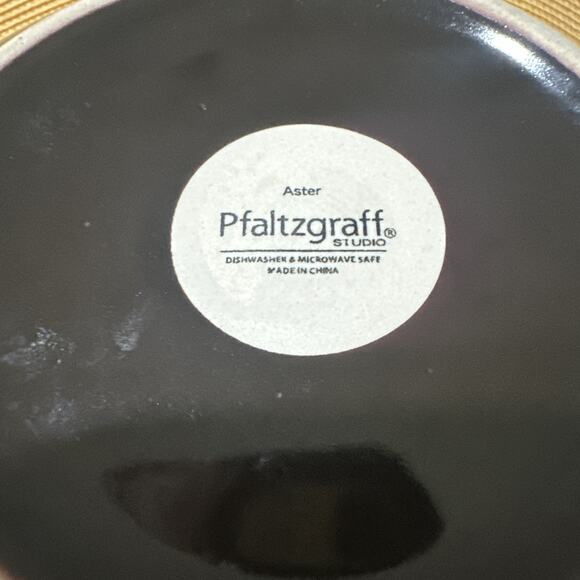 Aster
Pfaltzgraff®
STUDIO
DISHWASHER & MICROWAVE SAFE
MADE IN CHINA